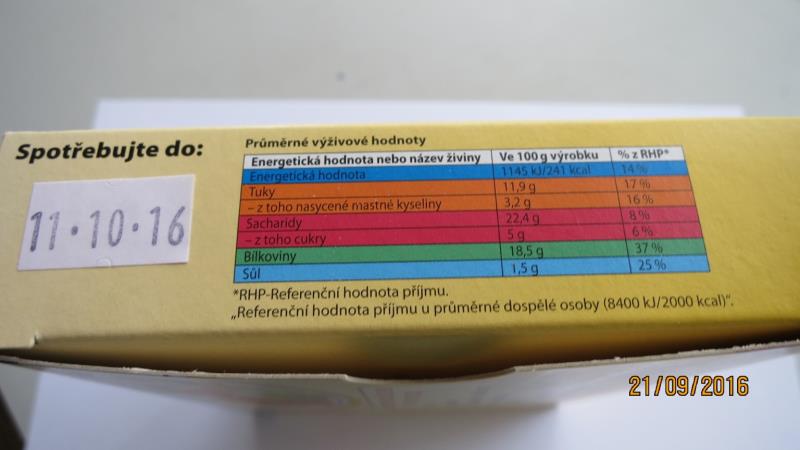 Spotřebujte do:
11·10·16
Průměrné výživové hodnoty
Energetická hodnota nebo název živiny Ve 100 g výrobku % z RHP*
Energetická hodnota 1145 kJ/241 kcal 14 %
Tuky 11,9 g 17 %
– z toho nasycené mastné kyseliny 3,2 g 16 %
Sacharidy 22,4 g 8 %
– z toho cukry 5 g 6 %
Bílkoviny 18,5 g 37 %
Sůl 1,5 g 25 %
*RHP-Referenční hodnota příjmu.
„Referenční hodnota příjmu u průměrné dospělé osoby (8400 kJ/2000 kcal)“.
21/09/2016